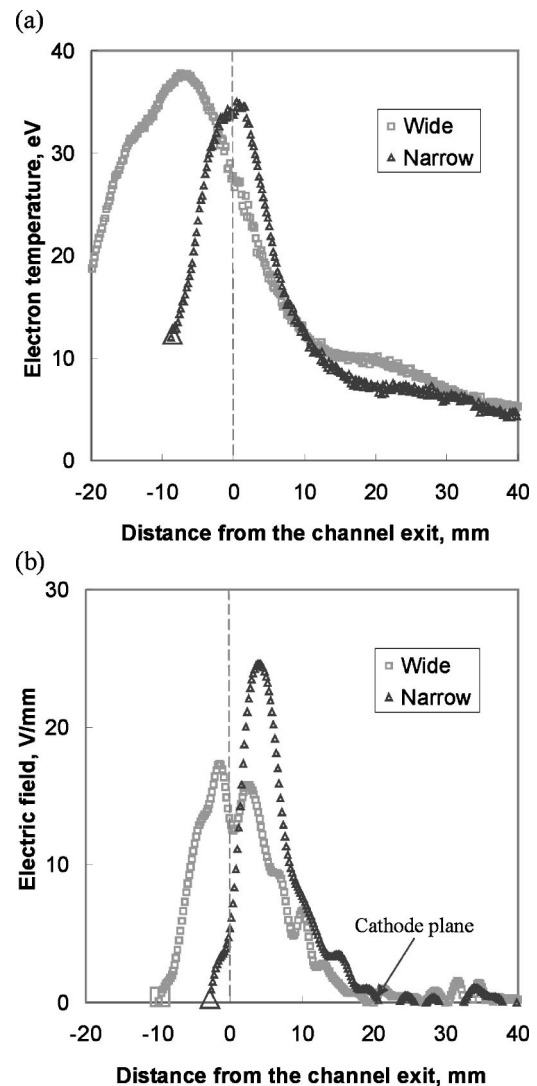 (a)
40
30
20
10
0
Electron temperature, eV
Wide
Narrow
-20 -10 0 10 20 30 40
Distance from the channel exit, mm
(b)
30
20
10
0
Electric field, V/mm
Wide
Narrow
Cathode plane
-20 -10 0 10 20 30 40
Distance from the channel exit, mm